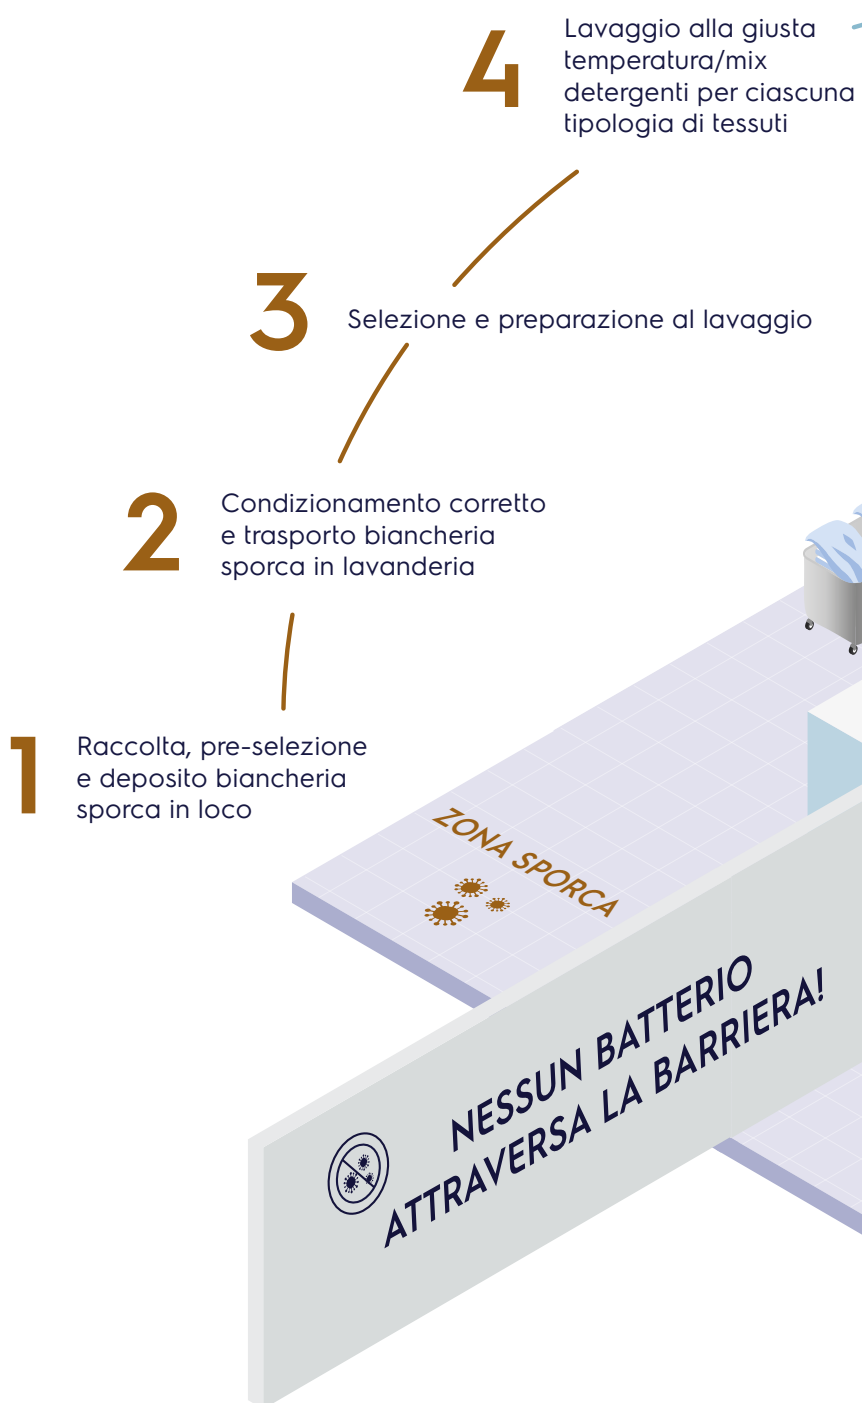 4
Lavaggio alla giusta
temperatura/mix
detergenti per ciascuna
tipologia di tessuti
3
Selezione e preparazione al lavaggio
2
Condizionamento corretto
e trasporto biancheria
sporca in lavanderia
1
Raccolta, pre-selezione
e deposito biancheria
sporca in loco
ZONA SPORCA
NESSUN BATTERIO
ATTRAVERSA LA BARRIERA!